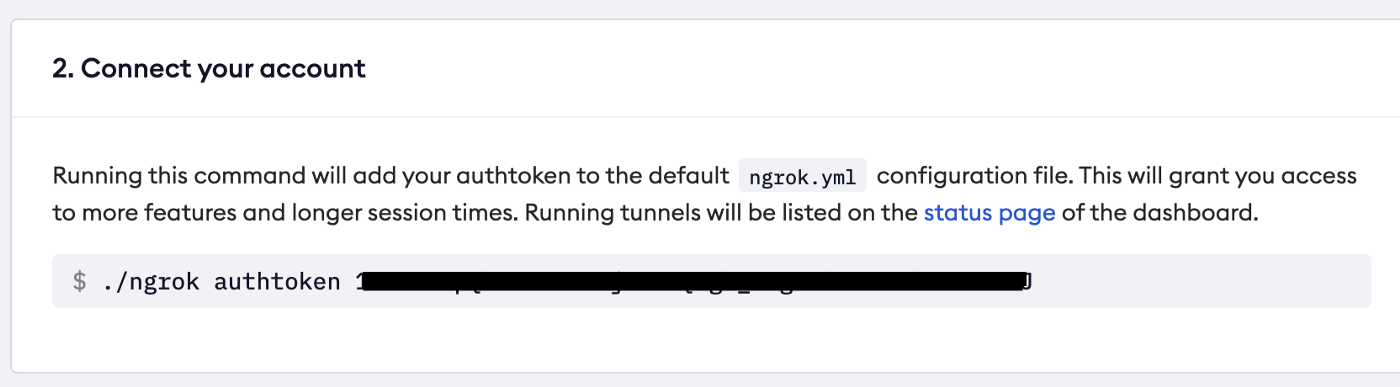 2. Connect your account
Running this command will add your authtoken to the default ngrok.yml configuration file. This will grant you access
to more features and longer session times. Running tunnels will be listed on the status page of the dashboard.
$ ./ngrok authtoken